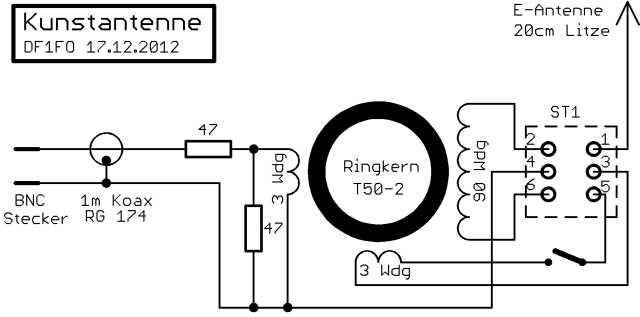 Kunstantenne
DF1FO 17.12.2012
E-Antenne
20cm Litze
ST1
47
2
1
4
3
6
5
3 Wdg
Ringkern
T50-2
90 Wdg
BNC
Stecker
1m Koax
RG 174
47
3 Wdg